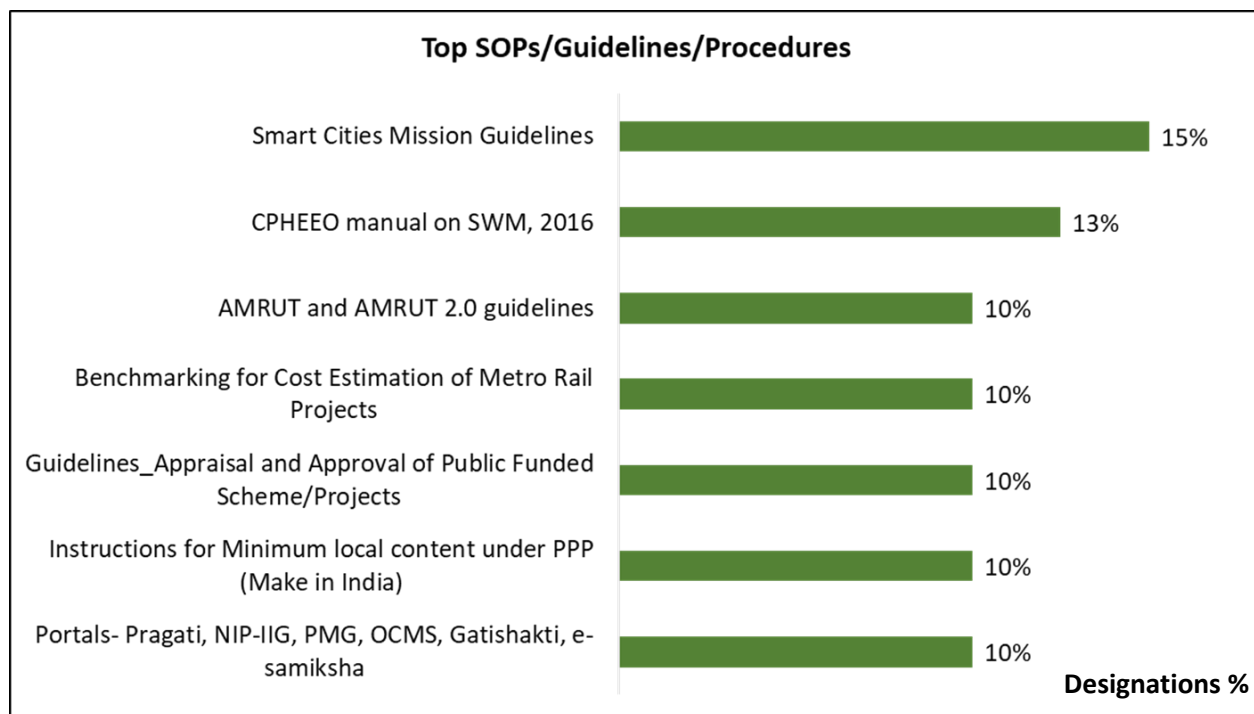 Top SOPs/Guidelines/Procedures
Smart Cities Mission Guidelines
15%
CPHEEO manual on SWM, 2016
13%
AMRUT and AMRUT 2.0 guidelines
10%
Benchmarking for Cost Estimation of Metro Rail
Projects
10%
Guidelines_Appraisal and Approval of Public Funded
Scheme/Projects
10%
Instructions for Minimum local content under PPP
(Make in India)
10%
Portals- Pragati, NIP-IIG, PMG, OCMS, Gatishakti, e-
samiksha
10%
Designations %